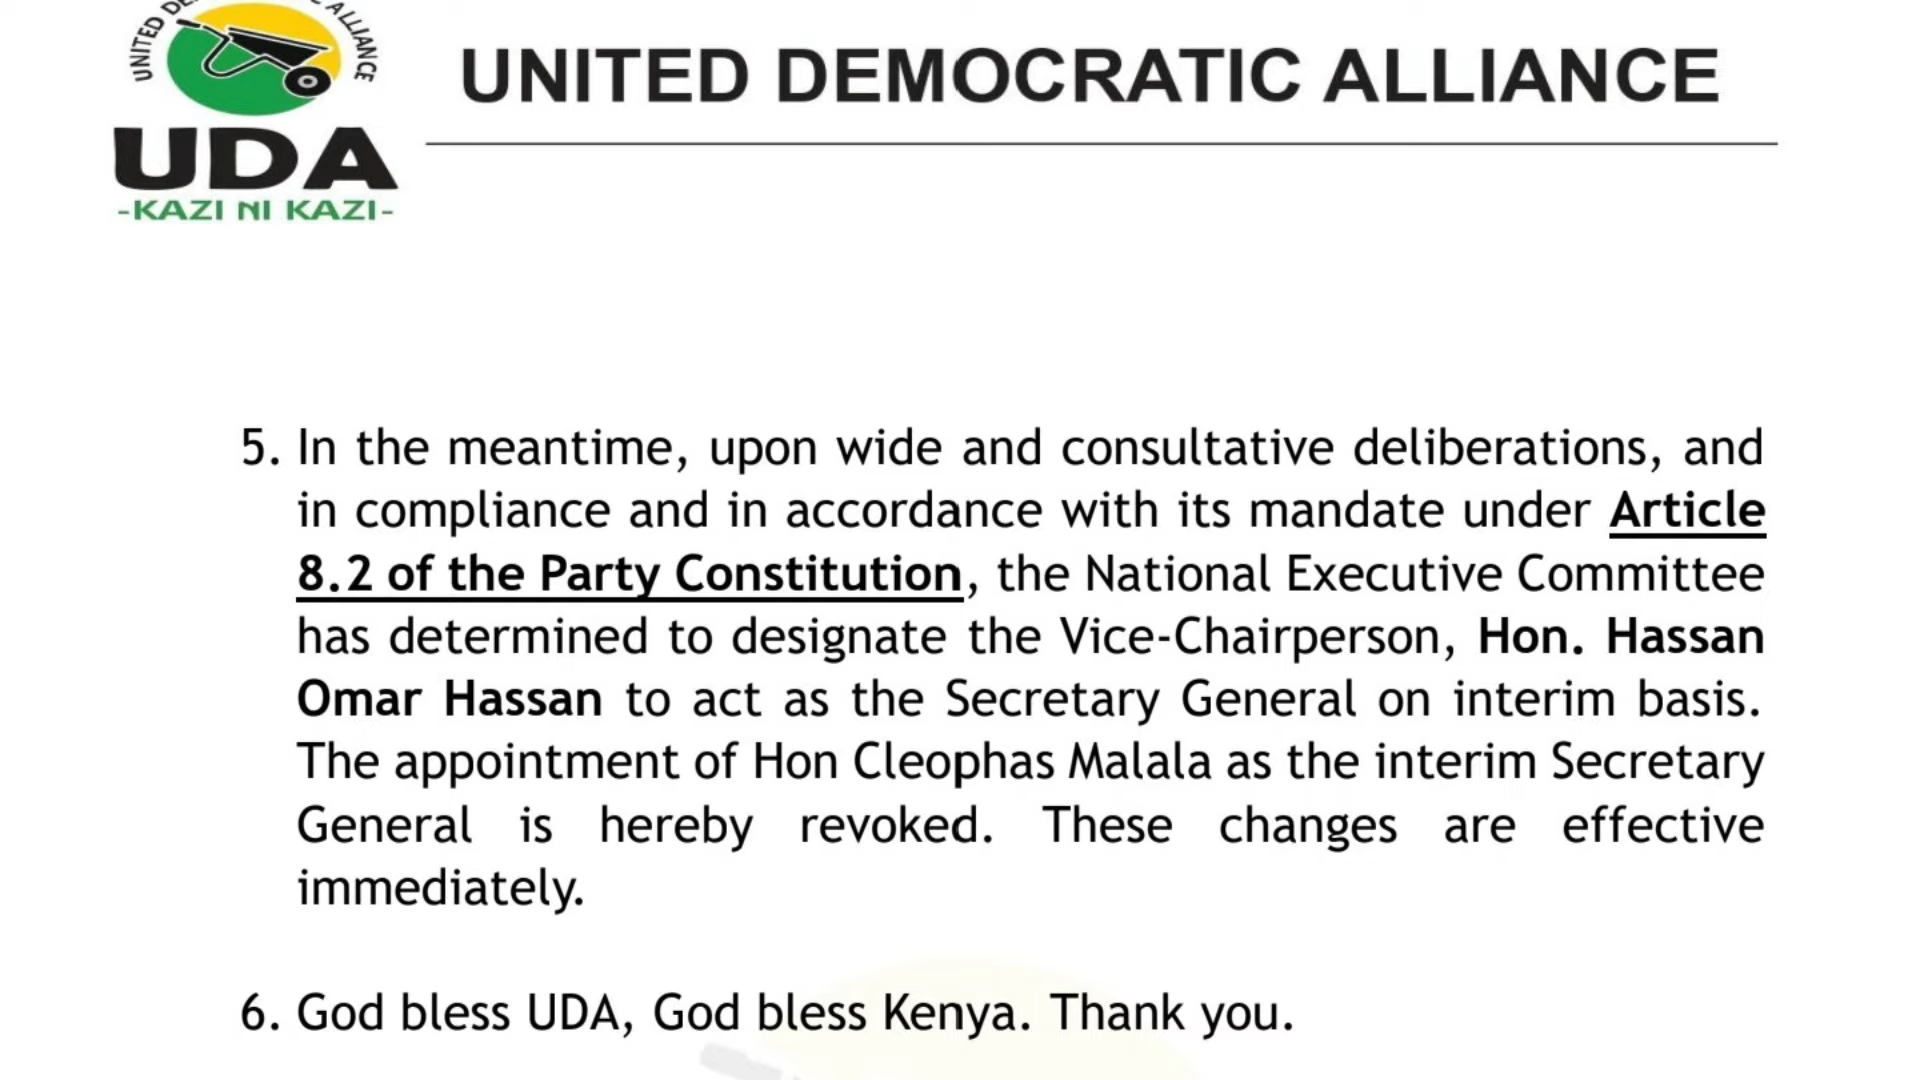 UNITED DEMOCRATIC ALLIANCE
UDA
-KAZI NI KAZI-
UNITED ALLIANCE
5. In the meantime, upon wide and consultative deliberations, and
in compliance and in accordance with its mandate under Article
8.2 of the Party Constitution, the National Executive Committee
has determined to designate the Vice-Chairperson, Hon. Hassan
Omar Hassan to act as the Secretary General on interim basis.
The appointment of Hon Cleophas Malala as the interim Secretary
General is hereby revoked. These changes are effective
immediately.
6. God bless UDA, God bless Kenya. Thank you.